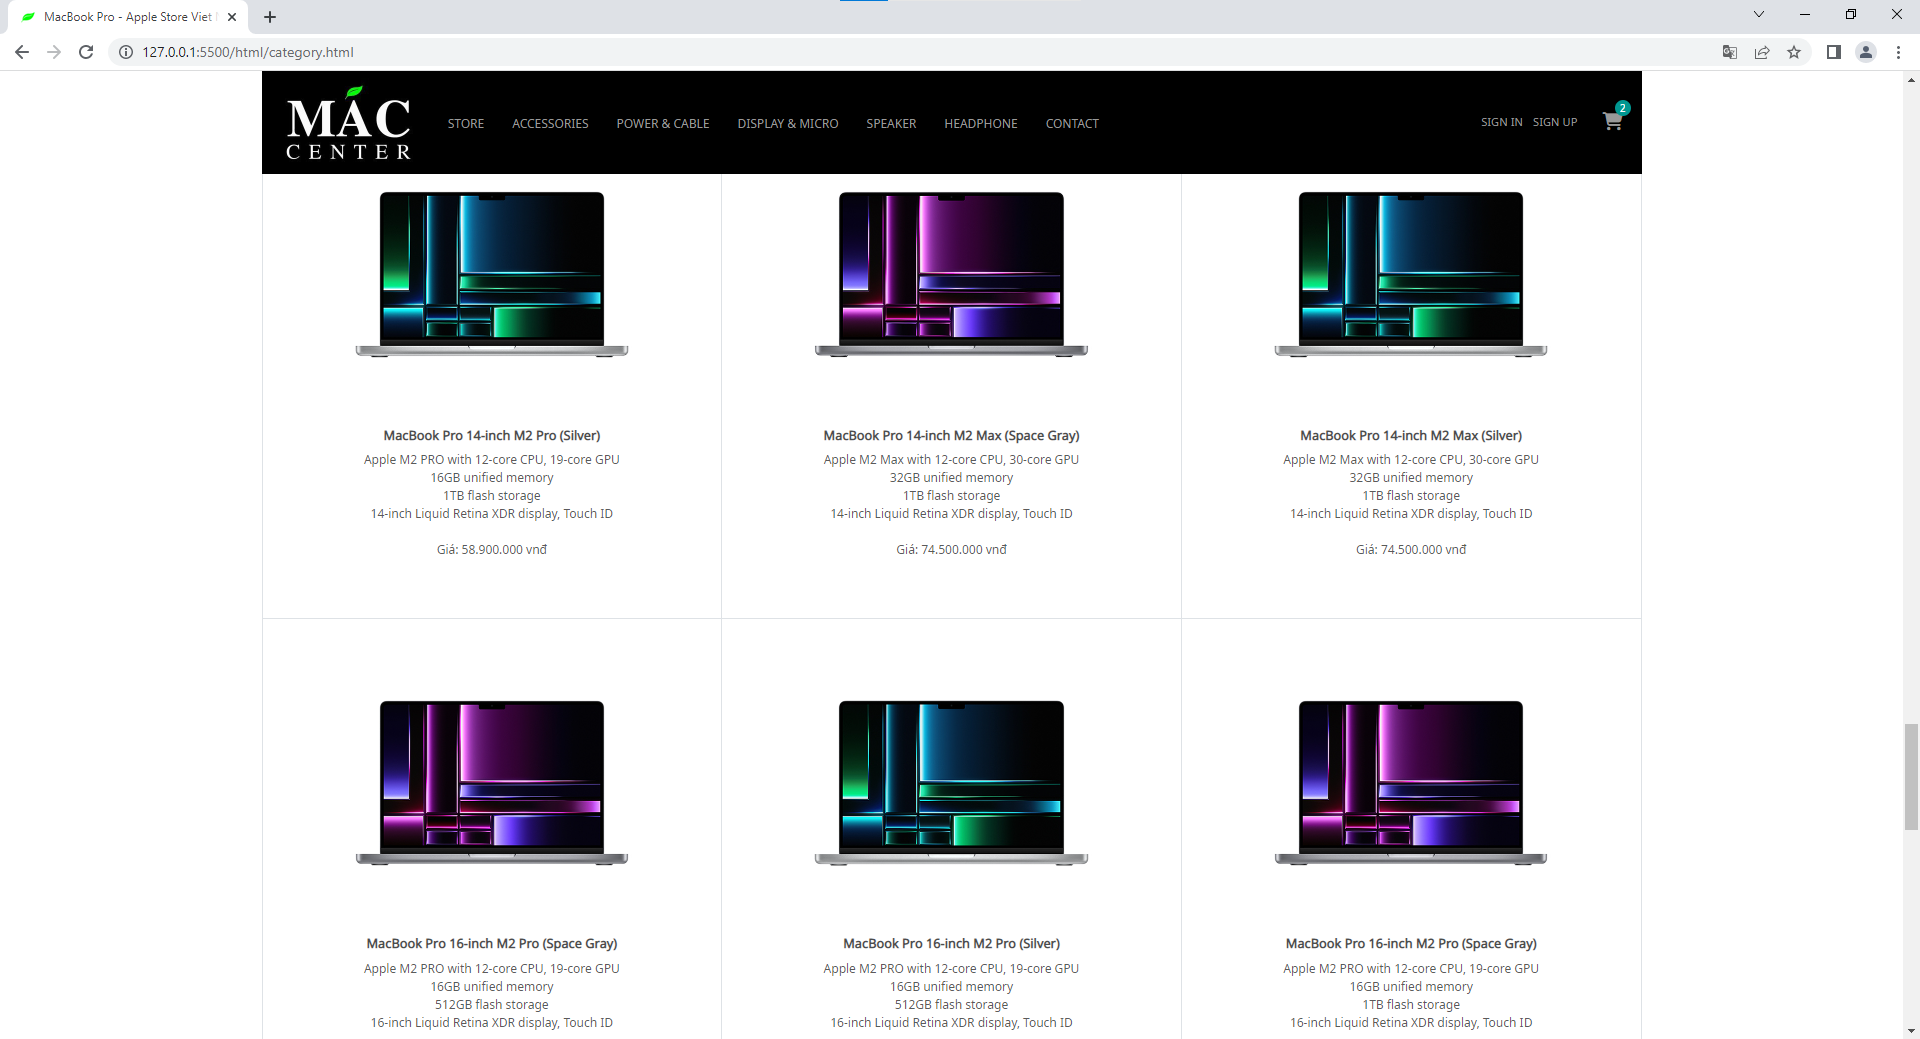 MacBook Pro - Apple Store Viet
127.0.0.1:5500/html/category.html
MAC
CENTER
STORE
ACCESSORIES
POWER & CABLE
DISPLAY & MICRO
SPEAKER
HEADPHONE
CONTACT
SIGN IN
SIGN UP
2
MacBook Pro 14-inch M2 Pro (Silver)
Apple M2 PRO with 12-core CPU, 19-core GPU
16GB unified memory
1TB flash storage
14-inch Liquid Retina XDR display, Touch ID
Giá: 58.900.000 vnđ
MacBook Pro 14-inch M2 Max (Space Gray)
Apple M2 Max with 12-core CPU, 30-core GPU
32GB unified memory
1TB flash storage
14-inch Liquid Retina XDR display, Touch ID
Giá: 74.500.000 vnđ
MacBook Pro 14-inch M2 Max (Silver)
Apple M2 Max with 12-core CPU, 30-core GPU
32GB unified memory
1TB flash storage
14-inch Liquid Retina XDR display, Touch ID
Giá: 74.500.000 vnđ
MacBook Pro 16-inch M2 Pro (Space Gray)
Apple M2 PRO with 12-core CPU, 19-core GPU
16GB unified memory
512GB flash storage
16-inch Liquid Retina XDR display, Touch ID
MacBook Pro 16-inch M2 Pro (Silver)
Apple M2 PRO with 12-core CPU, 19-core GPU
16GB unified memory
512GB flash storage
16-inch Liquid Retina XDR display, Touch ID
MacBook Pro 16-inch M2 Pro (Space Gray)
Apple M2 PRO with 12-core CPU, 19-core GPU
16GB unified memory
1TB flash storage
16-inch Liquid Retina XDR display, Touch ID